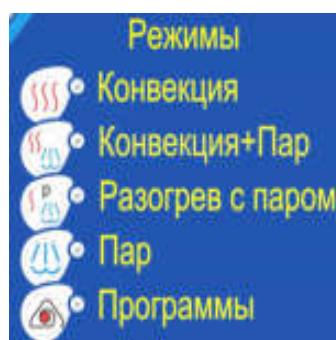 Режимы
Конвекция
Конвекция+Пар
Разогрев с паром
Пар
Программы